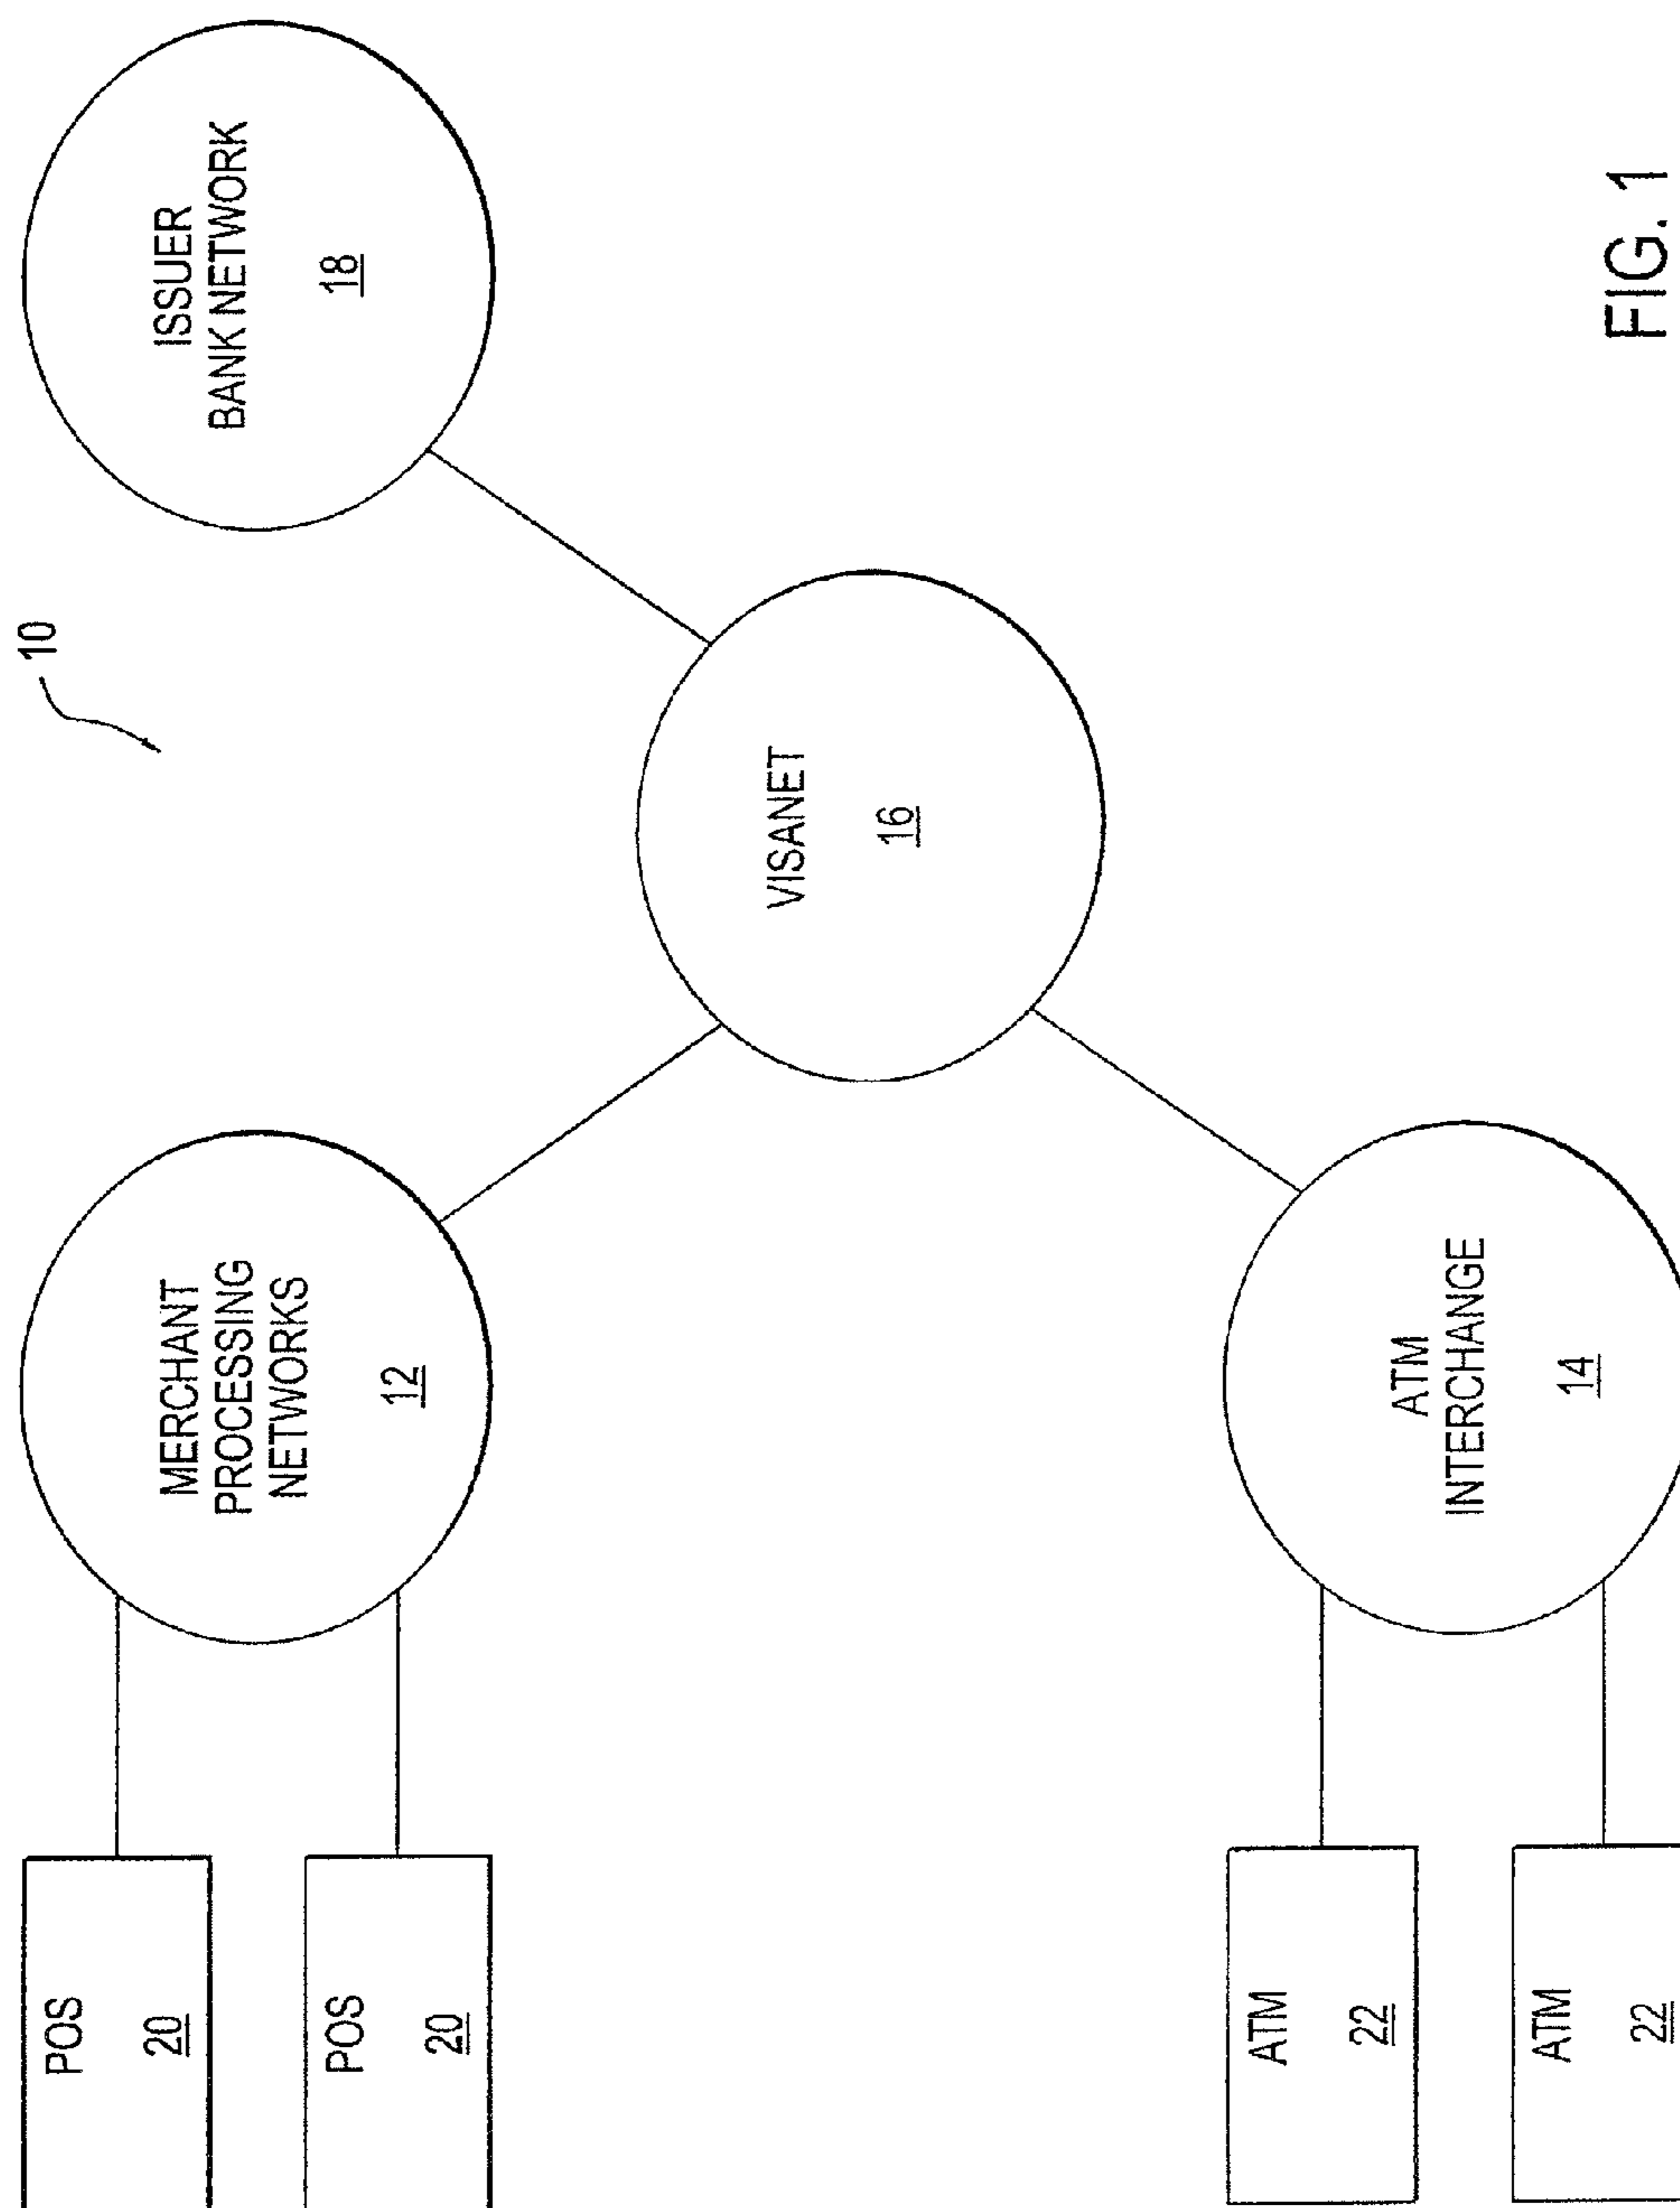 10
POS
20
POS
20
MERCHANT
PROCESSING
NETWORKS
12
VISANET
16
ISSUER
BANK NETWORK
18
ATM
22
ATM
22
ATM
INTERCHANGE
14
FIG. 1